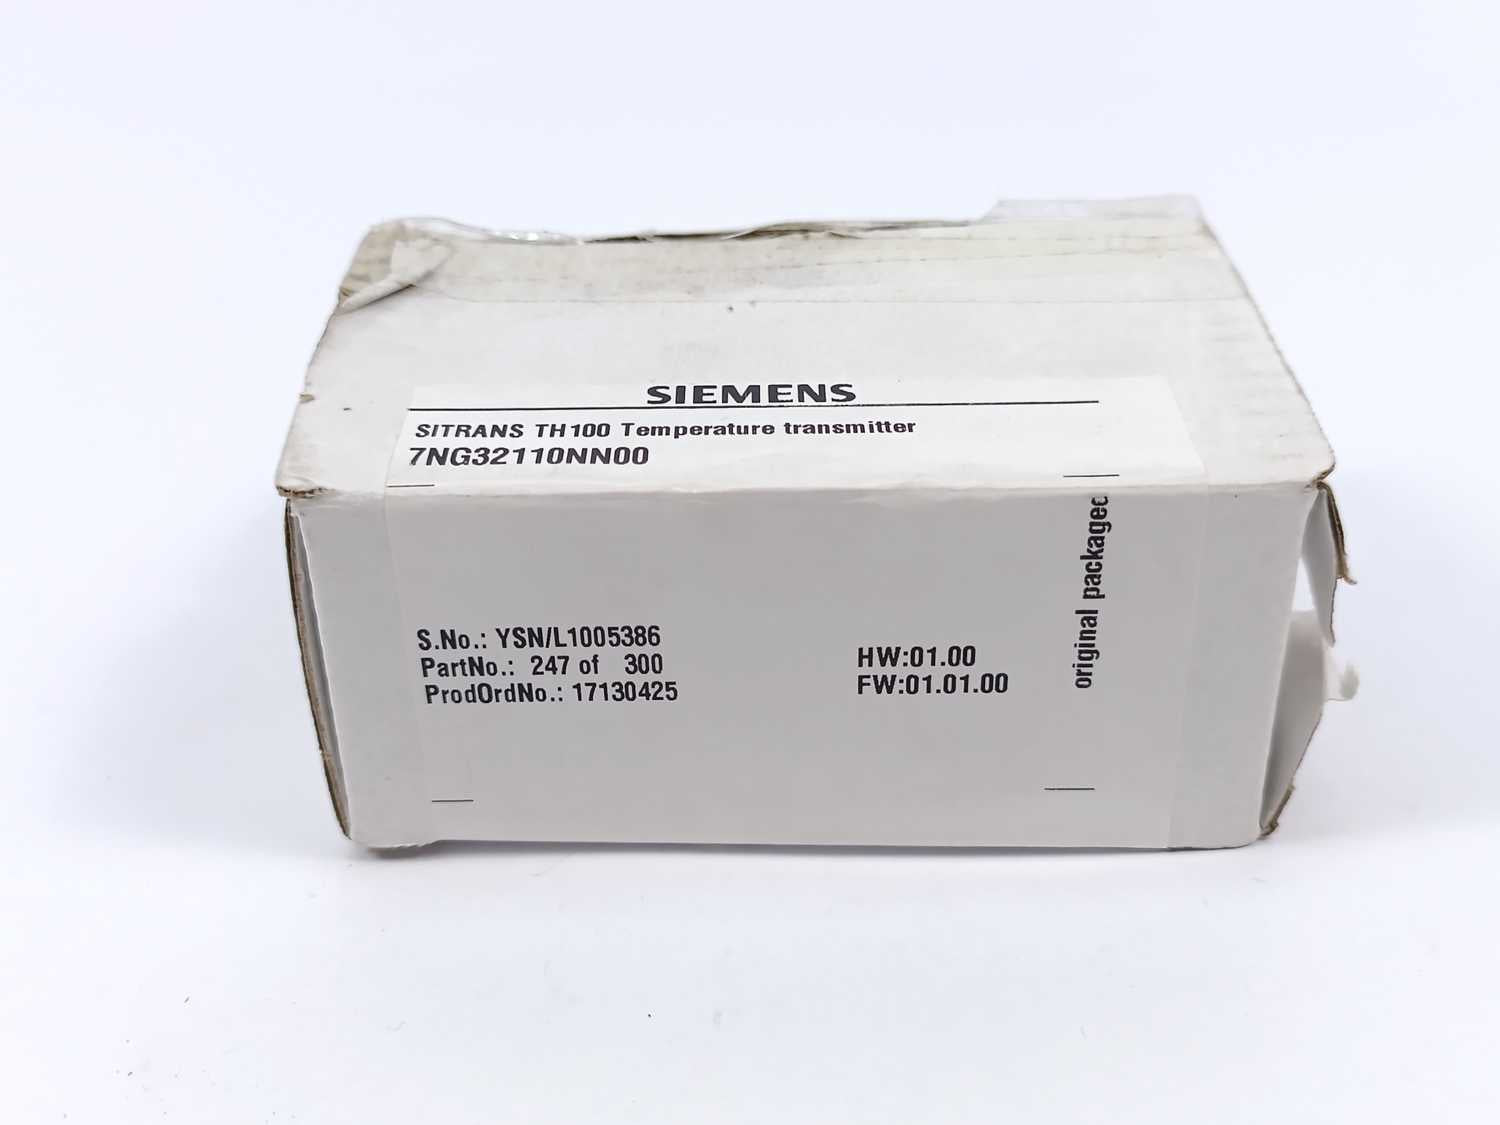 SIEMENS
SITRANS TH100 Temperature transmitter
7NG32110NN00
S.No.: YSN/L1005386
PartNo.: 247 of 300
ProdOrdNo.: 17130425
HW:01.00
FW:01.01.00
original packaged